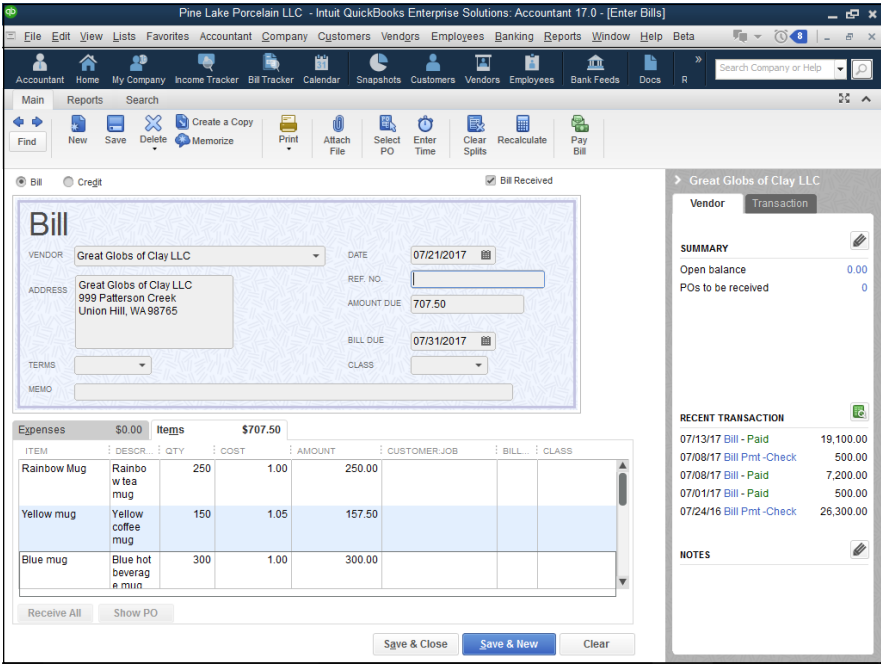 Pine Lake Porcelain LLC - Intuit QuickBooks Enterprise Solutions: Accountant 17.0 - [Enter Bills]
File Edit View Lists Favorites Accountant Company Customers Vendors Employees Banking Reports Window Help Beta 8
Accountant Home My Company Income Tracker Bill Tracker Calendar Snapshots Customers Vendors Employees Bank Feeds Docs R » Search Company or Help
31
Main Reports Search
Find New Save Delete Create a Copy
Memorize
Print Attach File Select PO Enter Time Clear Splits Recalculate Pay Bill
Bill Credit Bill Received
Bill
VENDOR Great Globs of Clay LLC DATE 07/21/2017
REF. NO.
ADDRESS Great Globs of Clay LLC
999 Patterson Creek
Union Hill, WA 98765
AMOUNT DUE 707.50
BILL DUE 07/31/2017
TERMS CLASS
MEMO
Expenses $0.00 Items $707.50
ITEM DESCR... QTY COST AMOUNT CUSTOMER:JOB BILL... CLASS
Rainbow Mug Rainbo 250 1.00 250.00
w tea
mug
Yellow mug Yellow 150 1.05 157.50
coffee
mug
Blue mug Blue hot 300 1.00 300.00
beverag
e mug
Receive All Show PO
Save & Close Save & New Clear
Great Globs of Clay LLC
Vendor Transaction
SUMMARY
Open balance 0.00
POs to be received 0
RECENT TRANSACTION
07/13/17 Bill - Paid 19,100.00
07/08/17 Bill Pmt -Check 500.00
07/08/17 Bill - Paid 7,200.00
07/01/17 Bill - Paid 500.00
07/24/16 Bill Pmt -Check 26,300.00
NOTES